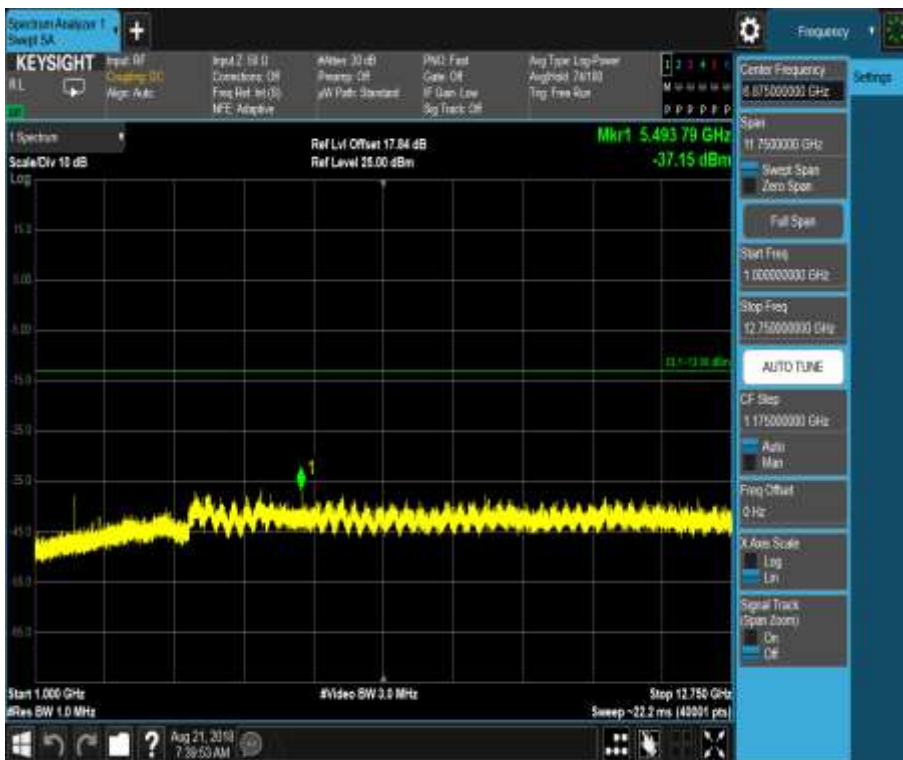 Spectrum Analyzer 1
Swept SA
+
Frequency
KEYSIGHT
Input: RF
Coupling: DC
Align: Auto
Input Z: 50 Ω
Corrections: Off
Freq Ref: Int (S)
NFE: Adaptive
#Atten: 30 dB
Preamp: Off
µW Path: Standard
PNO: Fast
Gate: Off
IF Gain: Low
Sig Track: Off
Avg Type: Log-Power
Avg|Hold: 74/100
Trig: Free Run
1 2 3 4 5 6
M W W W W W
P P P P P P
1 Spectrum
Scale/Div 10 dB
Log
Ref Lvl Offset 17.84 dB
Ref Level 25.00 dBm
Mkr1 5.493 79 GHz
-37.15 dBm
15.0
5.00
-5.00
-15.0
-25.0
-35.0
-45.0
-55.0
-65.0
1
Start 1.000 GHz
#Res BW 1.0 MHz
#Video BW 3.0 MHz
Stop 12.750 GHz
Sweep ~22.2 ms (40001 pts)
Aug 21, 2018
7:39:53 AM
Center Frequency
6.875000000 GHz
Settings
Span
11.7500000 GHz
Swept Span
Zero Span
Full Span
Start Freq
1.000000000 GHz
Stop Freq
12.750000000 GHz
AUTO TUNE
CF Step
1.175000000 GHz
Auto
Man
Freq Offset
0 Hz
X Axis Scale
Log
Lin
Signal Track
(Span Zoom)
On
Off